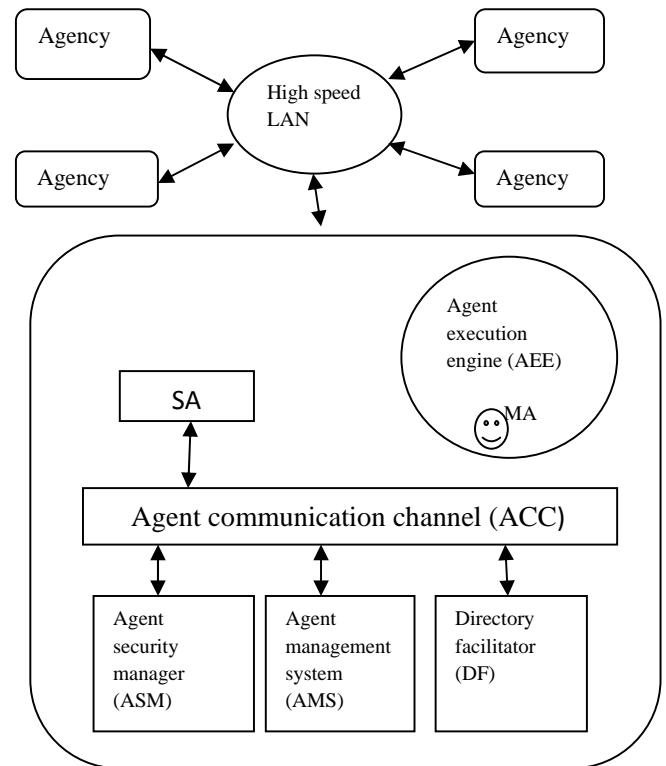 Agency
Agency
High speed
LAN
Agency
Agency
Agent
execution
engine (AEE)
MA
SA
Agent communication channel (ACC)
Agent
security
manager
(ASM)
Agent
management
system
(AMS)
Directory
facilitator
(DF)